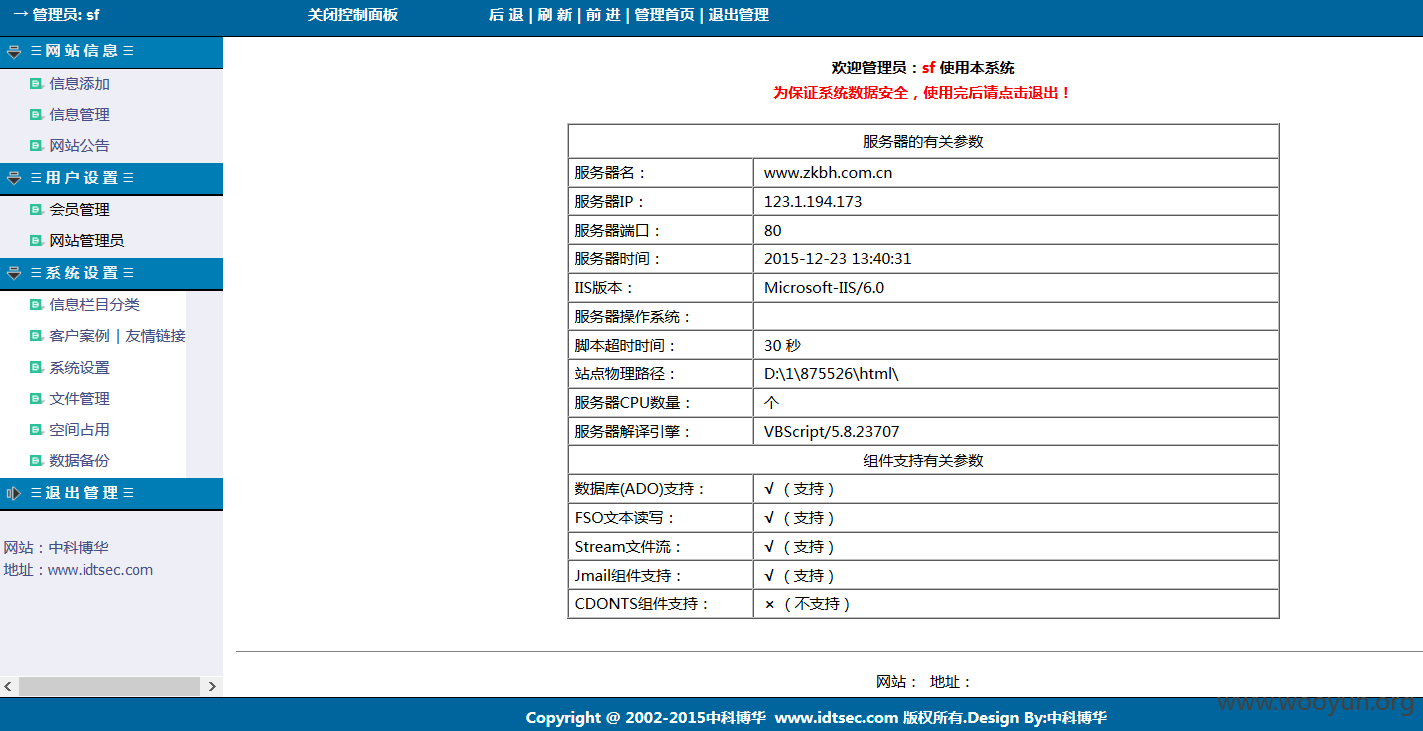 → 管理员: sf 关闭控制面板 后 退 | 刷 新 | 前 进 | 管理首页 | 退出管理
☰ 网 站 信 息 ☰
信息添加
信息管理
网站公告
☰ 用 户 设 置 ☰
会员管理
网站管理员
☰ 系 统 设 置 ☰
信息栏目分类
客户案例 | 友情链接
系统设置
文件管理
空间占用
数据备份
☰ 退 出 管 理 ☰
网站：中科博华
地址：www.idtsec.com
欢迎管理员：sf 使用本系统
为保证系统数据安全，使用完后请点击退出！
服务器的有关参数
服务器名： www.zkbh.com.cn
服务器IP： 123.1.194.173
服务器端口： 80
服务器时间： 2015-12-23 13:40:31
IIS版本： Microsoft-IIS/6.0
服务器操作系统：
脚本超时时间： 30 秒
站点物理路径： D:\1\875526\html\
服务器CPU数量： 个
服务器解译引擎： VBScript/5.8.23707
组件支持有关参数
数据库(ADO)支持： √ （支持）
FSO文本读写： √ （支持）
Stream文件流： √ （支持）
Jmail组件支持： √ （支持）
CDONTS组件支持： × （不支持）
网站： 地址：
www.wooyun.org
Copyright @ 2002-2015中科博华 www.idtsec.com 版权所有.Design By:中科博华